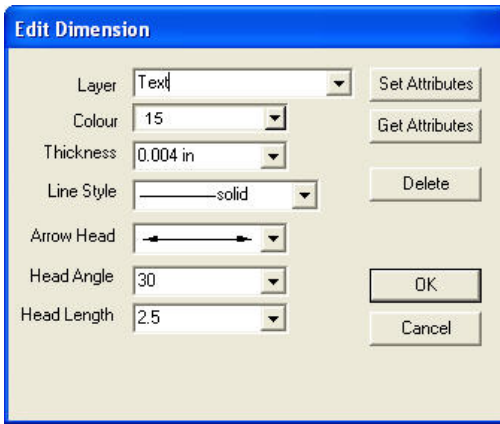 Edit Dimension
Layer Text Set Attributes
Colour 15 Get Attributes
Thickness 0.004 in
Line Style solid Delete
Arrow Head
Head Angle 30 OK
Head Length 2.5 Cancel